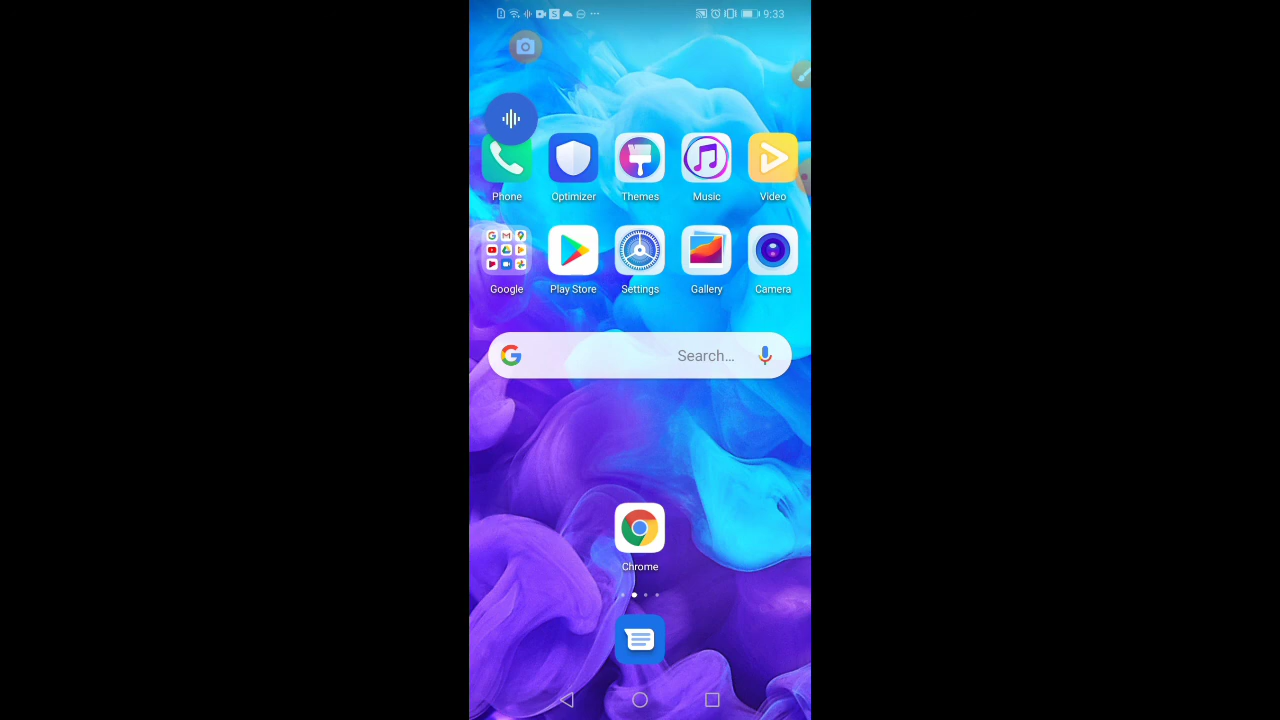 9:33
Phone
Optimizer
Themes
Music
Video
Google
Play Store
Settings
Gallery
Camera
Search...
Chrome